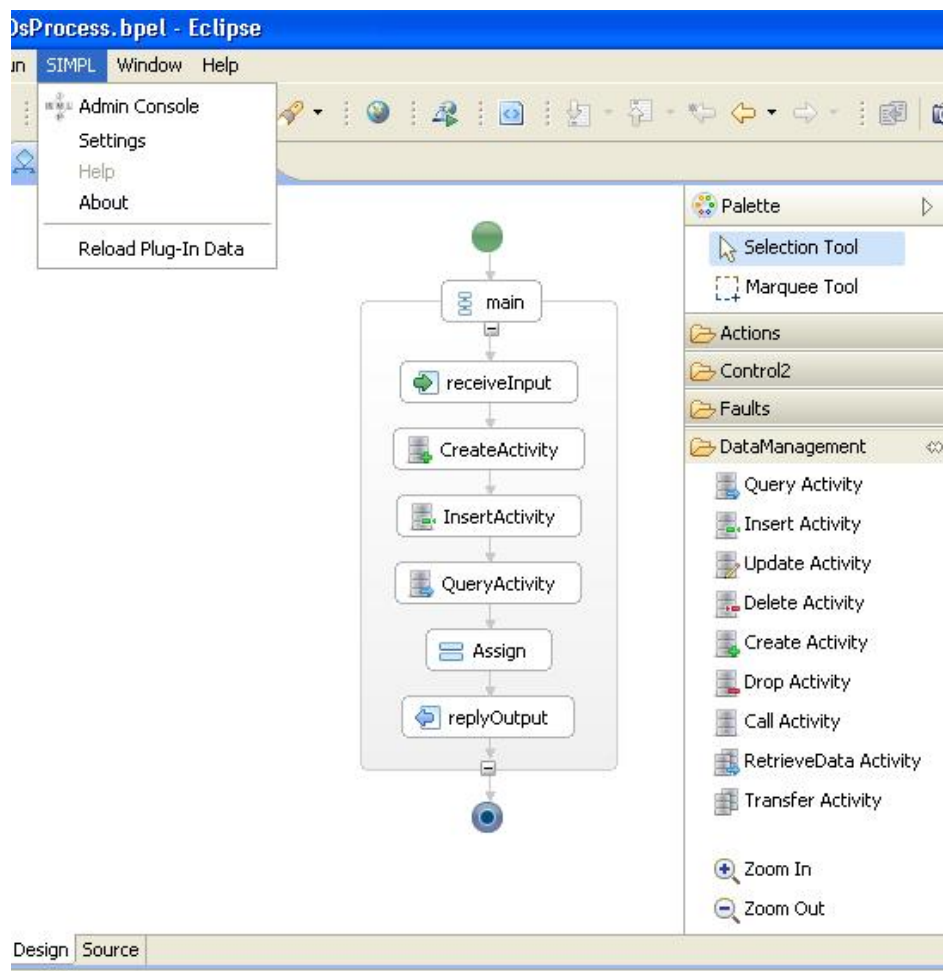 OsProcess.bpel - Eclipse
un SIMPL Window Help
Admin Console
Settings
Help
About
Reload Plug-In Data
main
receiveInput
CreateActivity
InsertActivity
QueryActivity
Assign
replyOutput
Palette
Selection Tool
Marquee Tool
Actions
Control2
Faults
DataManagement
Query Activity
Insert Activity
Update Activity
Delete Activity
Create Activity
Drop Activity
Call Activity
RetrieveData Activity
Transfer Activity
Zoom In
Zoom Out
Design Source